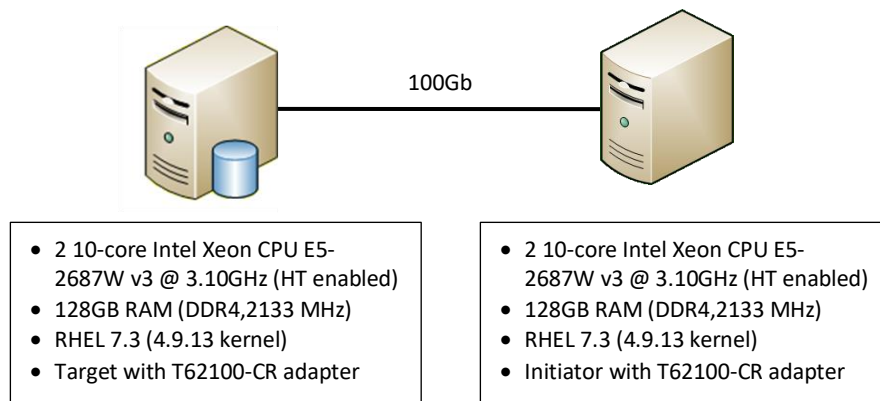 100Gb
• 2 10-core Intel Xeon CPU E5-
2687W v3 @ 3.10GHz (HT enabled)
• 128GB RAM (DDR4,2133 MHz)
• RHEL 7.3 (4.9.13 kernel)
• Target with T62100-CR adapter
• 2 10-core Intel Xeon CPU E5-
2687W v3 @ 3.10GHz (HT enabled)
• 128GB RAM (DDR4,2133 MHz)
• RHEL 7.3 (4.9.13 kernel)
• Initiator with T62100-CR adapter